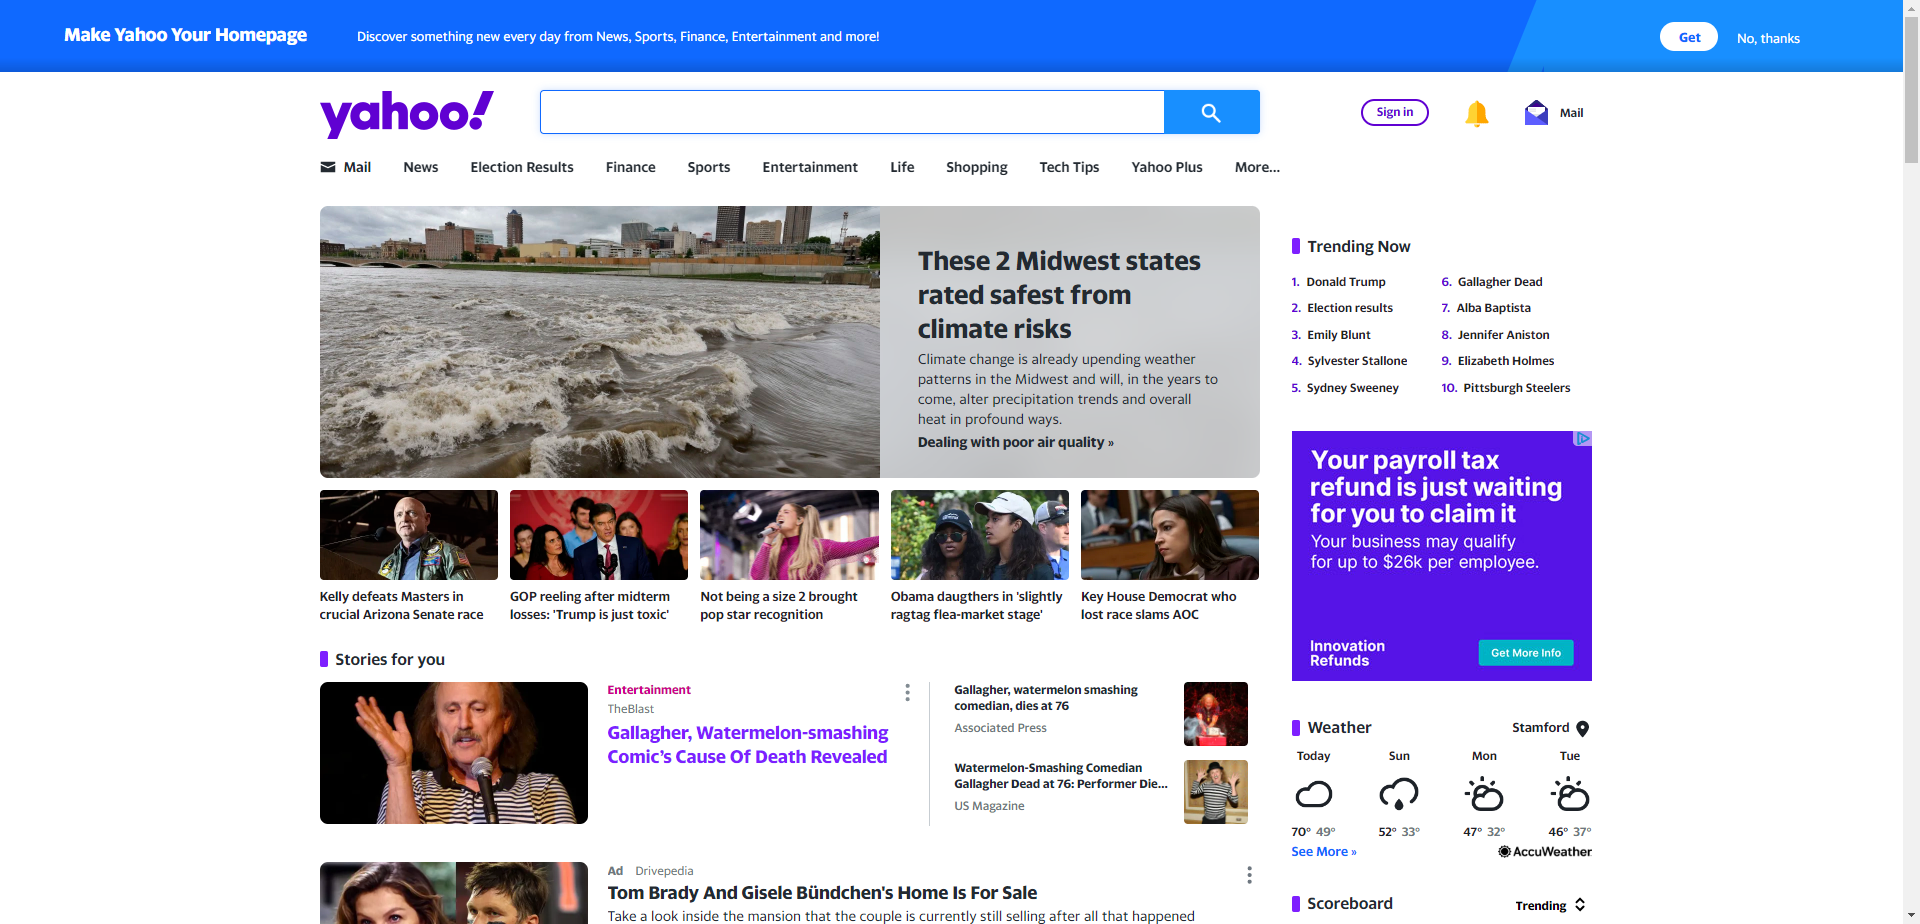 Make Yahoo Your Homepage
Discover something new every day from News, Sports, Finance, Entertainment and more!
Get
No, thanks
yahoo!
Sign in
Mail
Mail
News
Election Results
Finance
Sports
Entertainment
Life
Shopping
Tech Tips
Yahoo Plus
More...
These 2 Midwest states
rated safest from
climate risks
Climate change is already upending weather
patterns in the Midwest and will, in the years to
come, alter precipitation trends and overall
heat in profound ways.
Dealing with poor air quality »
Kelly defeats Masters in
crucial Arizona Senate race
GOP reeling after midterm
losses: 'Trump is just toxic'
Not being a size 2 brought
pop star recognition
Obama daugthers in 'slightly
ragtag flea-market stage'
Key House Democrat who
lost race slams AOC
Stories for you
Entertainment
TheBlast
Gallagher, Watermelon-smashing
Comic's Cause Of Death Revealed
Gallagher, watermelon smashing
comedian, dies at 76
Associated Press
Watermelon-Smashing Comedian
Gallagher Dead at 76: Performer Die...
US Magazine
Ad Drivepedia
Tom Brady And Gisele Bündchen's Home Is For Sale
Take a look inside the mansion that the couple is currently still selling after all that happened
Trending Now
1. Donald Trump
2. Election results
3. Emily Blunt
4. Sylvester Stallone
5. Sydney Sweeney
6. Gallagher Dead
7. Alba Baptista
8. Jennifer Aniston
9. Elizabeth Holmes
10. Pittsburgh Steelers
Your payroll tax
refund is just waiting
for you to claim it
Your business may qualify
for up to $26k per employee.
Innovation
Refunds
Get More Info
Weather
Stamford
Today Sun Mon Tue
70° 49° 52° 33° 47° 32° 46° 37°
See More »
AccuWeather
Scoreboard
Trending